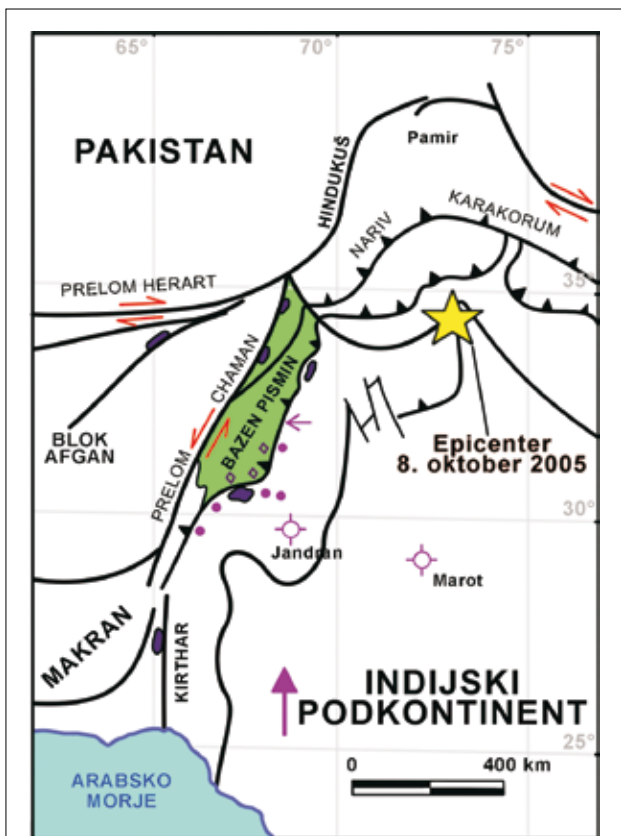 65°
70°
75°
PAKISTAN
Pamir
HINDUKUŠ
KARAKORUM
NARIV
35°
PRELOM HERART
CHAMAN
PRELOM
BAZEN PISMIN
BLOK
AFGAN
Epicenter
8. oktober 2005
30°
Jandran
Marot
MAKRAN
KIRTHAR
INDIJSKI
PODKONTINENT
25°
0
400 km
ARABSKO
MORJE